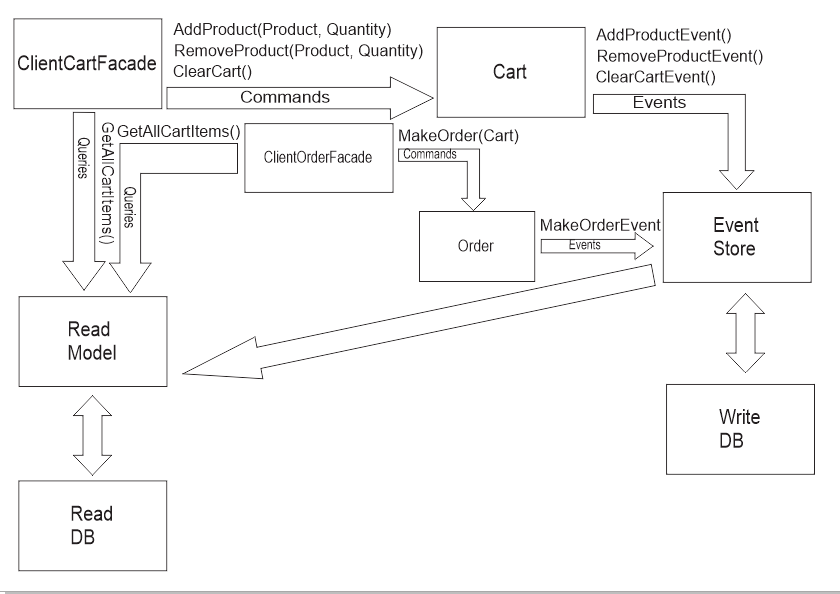 ClientCartFacade
AddProduct(Product, Quantity)
RemoveProduct(Product, Quantity)
ClearCart()
Commands
Cart
AddProductEvent()
RemoveProductEvent()
ClearCartEvent()
Events
Queries
GetAllCartItems()
GetAllCartItems()
Queries
ClientOrderFacade
MakeOrder(Cart)
Commands
Order
MakeOrderEvent
Events
Event
Store
Read
Model
Write
DB
Read
DB